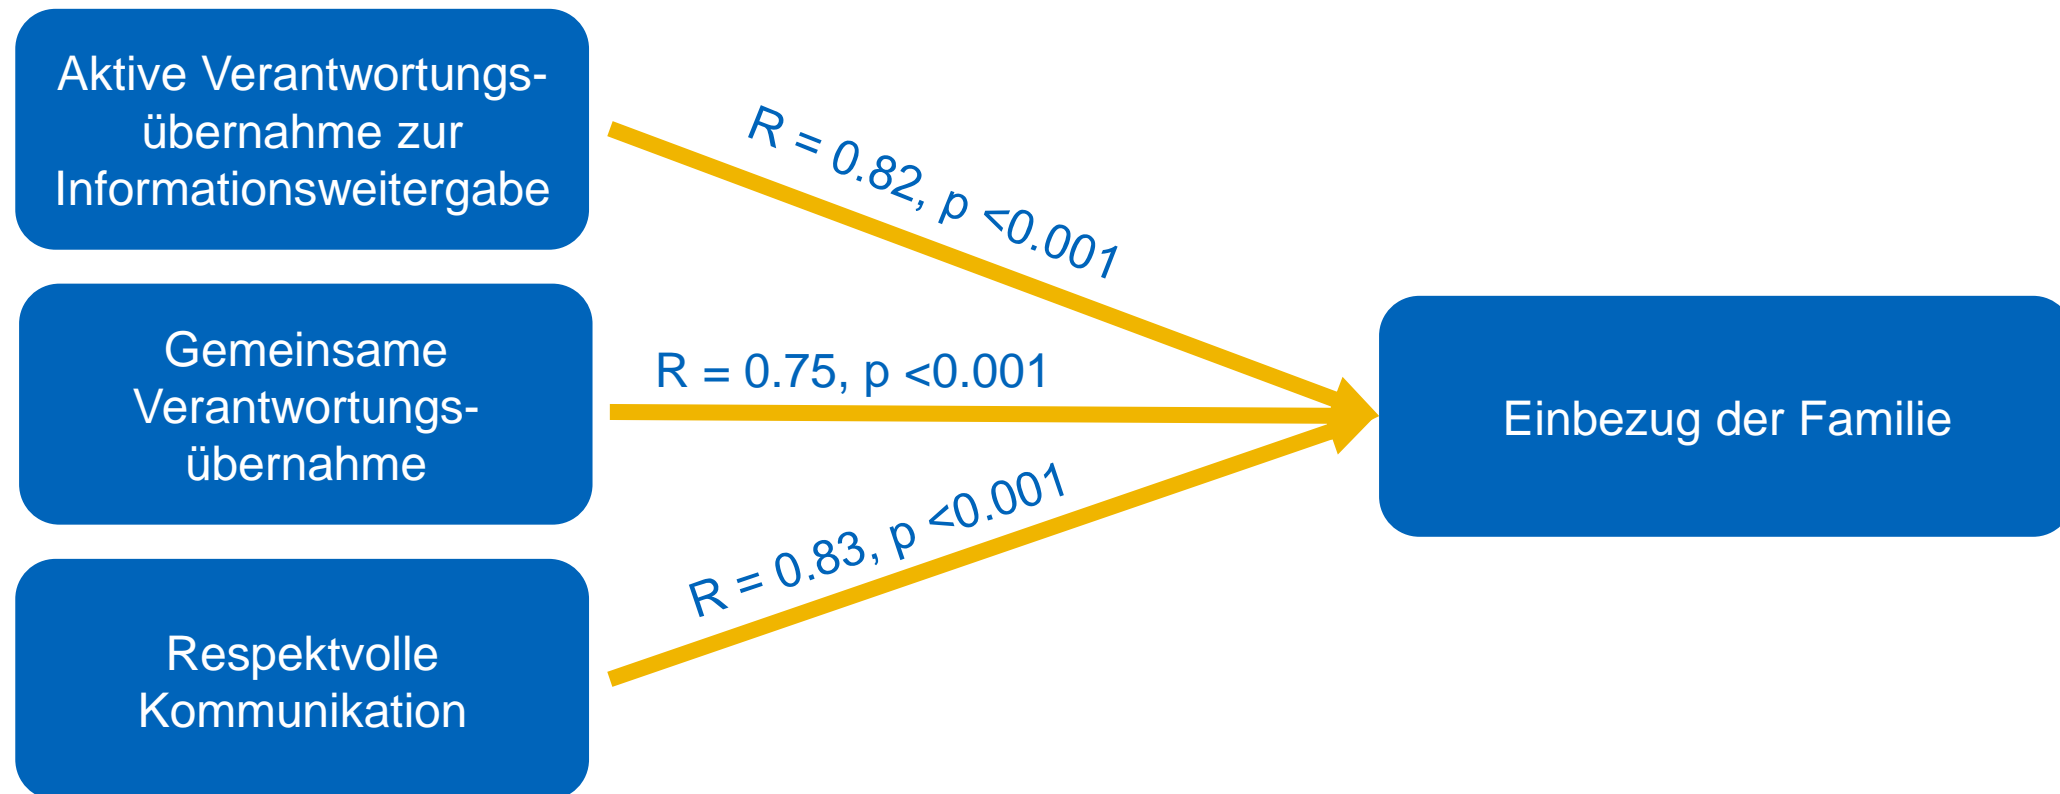 Aktive Verantwortungs-
übernahme zur
Informationsweitergabe
R = 0.82, p <0.001
Gemeinsame
Verantwortungs-
übernahme
R = 0.75, p <0.001
Einbezug der Familie
R = 0.83, p <0.001
Respektvolle
Kommunikation